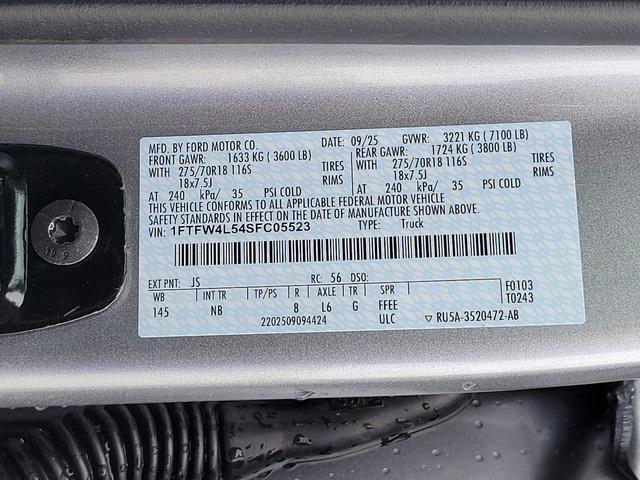 MFD. BY FORD MOTOR CO. DATE: 09/25 GVWR: 3221 KG ( 7100 LB)
FRONT GAWR: 1633 KG ( 3600 LB) REAR GAWR: 1724 KG ( 3800 LB)
WITH 275/70R18 116S TIRES WITH 275/70R18 116S TIRES
18x7.5J RIMS 18x7.5J RIMS
AT 240 kPa/ 35 PSI COLD AT 240 kPa/ 35 PSI COLD
THIS VEHICLE CONFORMS TO ALL APPLICABLE FEDERAL MOTOR VEHICLE
SAFETY STANDARDS IN EFFECT ON THE DATE OF MANUFACTURE SHOWN ABOVE.
VIN: 1FTFW4L54SFC05523 TYPE: Truck
EXT PNT: JS RC: 56 DSO:
WB INT TR TP/PS R AXLE TR SPR F0103
145 NB 8 L6 G FFEE T0243
2202509094424 ULC ▽ RU5A-3520472-AB
10.9